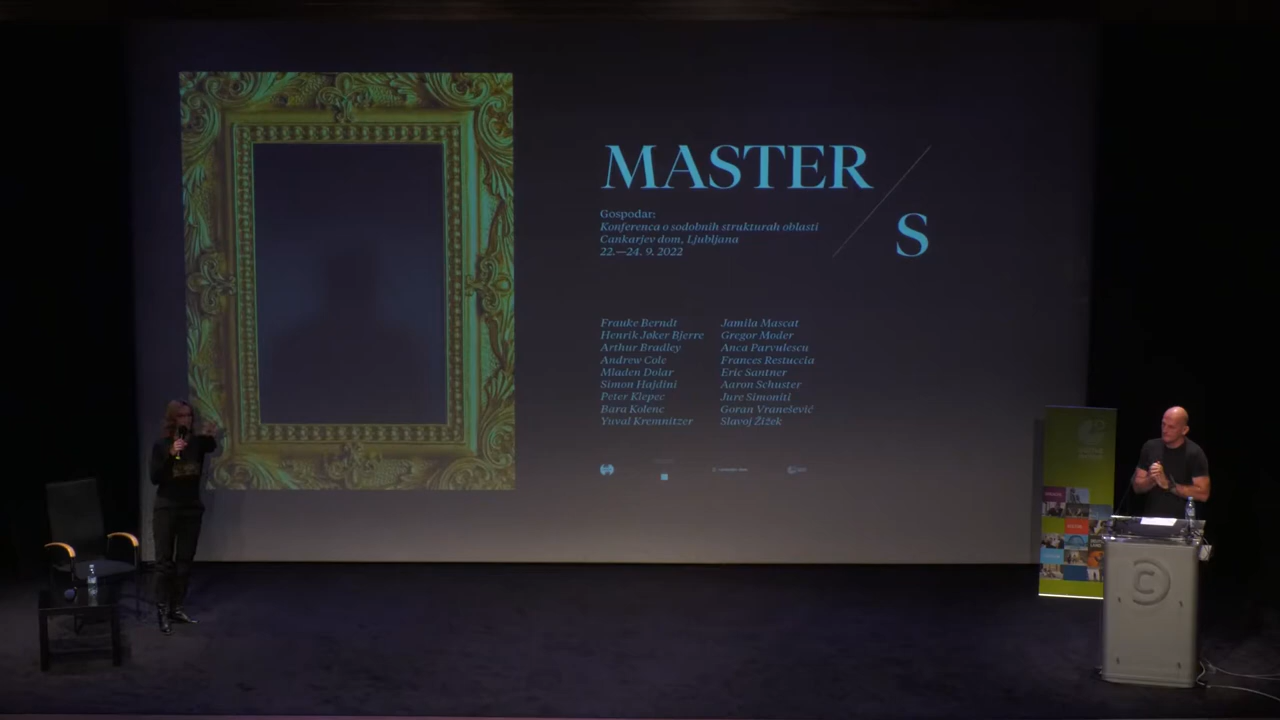 MASTER
S
Gospodar:
Konferenca o sodobnih strukturah oblasti
Cankarjev dom, Ljubljana
22.—24. 9. 2022
Frauke Berndt
Henrik Jøker Bjerre
Arthur Bradley
Andrew Cole
Mladen Dolar
Simon Hajdini
Peter Klepec
Bara Kolenc
Yuval Kremnitzer
Jamila Mascat
Gregor Moder
Anca Parvulescu
Frances Restuccia
Eric Santner
Aaron Schuster
Jure Simoniti
Goran Vranešević
Slavoj Žižek